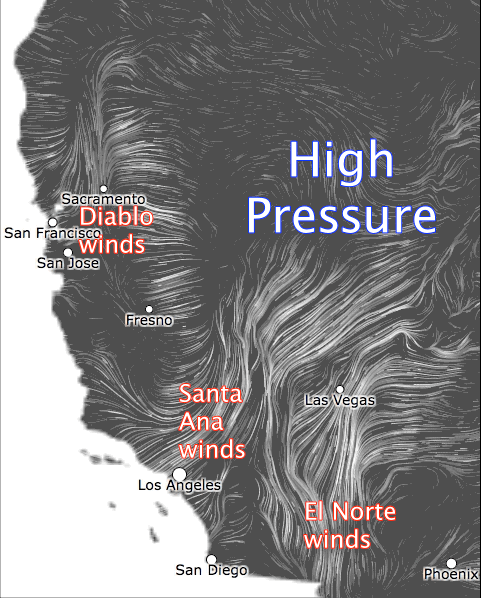 High
Pressure
Sacramento
Diablo
winds
San Francisco
San Jose
Fresno
Las Vegas
Santa
Ana
winds
Los Angeles
El Norte
winds
San Diego
Phoenix